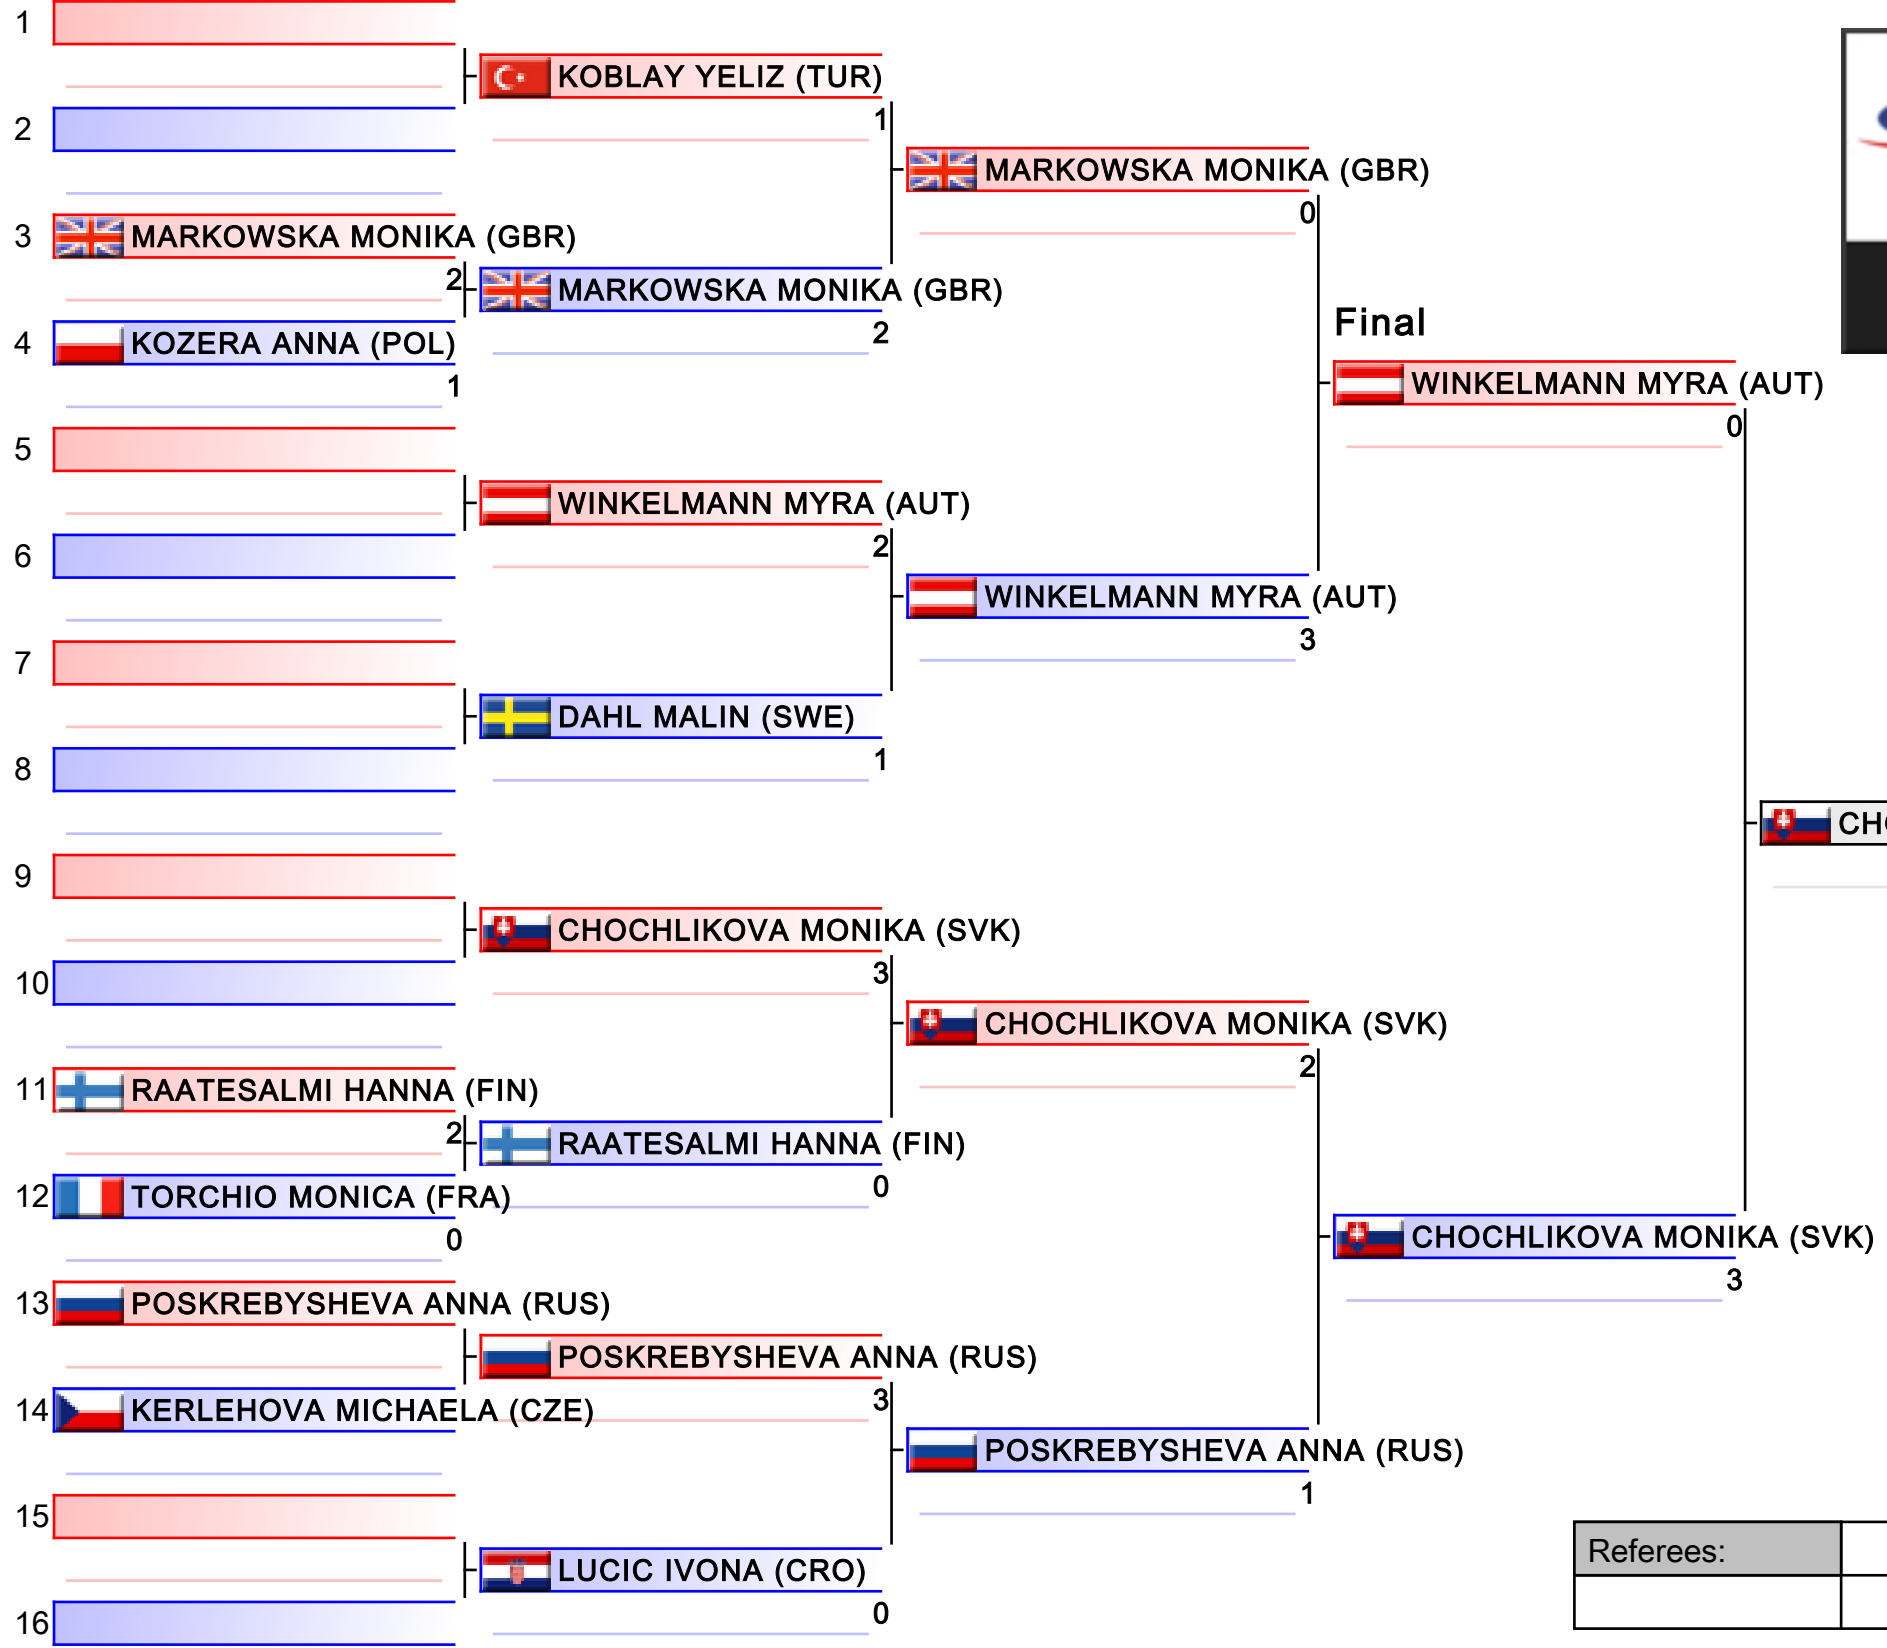 1
KOBLAY YELIZ (TUR)
1
2
MARKOWSKA MONIKA (GBR)
0
3
MARKOWSKA MONIKA (GBR)
2
MARKOWSKA MONIKA (GBR)
2
4
KOZERA ANNA (POL)
1
Final
WINKELMANN MYRA (AUT)
0
5
WINKELMANN MYRA (AUT)
2
6
WINKELMANN MYRA (AUT)
3
7
DAHL MALIN (SWE)
1
8
CHO
9
CHOCHLIKOVA MONIKA (SVK)
3
10
CHOCHLIKOVA MONIKA (SVK)
2
11
RAATESALMI HANNA (FIN)
2
RAATESALMI HANNA (FIN)
0
12
TORCHIO MONICA (FRA)
0
CHOCHLIKOVA MONIKA (SVK)
3
13
POSKREBYSHEVA ANNA (RUS)
POSKREBYSHEVA ANNA (RUS)
3
14
KERLEHOVA MICHAELA (CZE)
POSKREBYSHEVA ANNA (RUS)
1
15
LUCIC IVONA (CRO)
0
16
Referees: